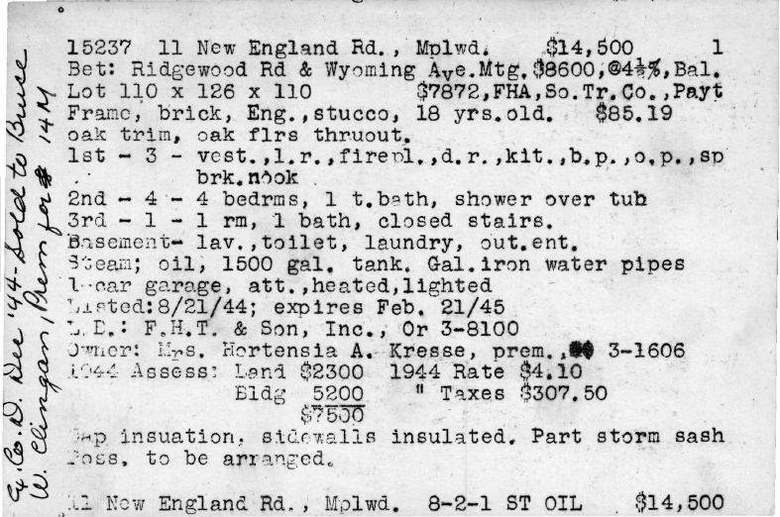 15237 11 New England Rd., Mplwd. $14,500 1
Bet: Ridgewood Rd & Wyoming Ave.Mtg.$8600,@4½%,Bal.
Lot 110 x 126 x 110 $7872,FHA,So.Tr.Co.,Payt
Frame, brick, Eng.,stucco, 18 yrs.old. $85.19
oak trim, oak flrs thruout.
1st - 3 - vest.,l.r.,firepl.,d.r.,kit.,b.p.,o.p.,sp
brk.nook
2nd - 4 - 4 bedrms, 1 t.bath, shower over tub
3rd - 1 - 1 rm, 1 bath, closed stairs.
Basement- lav.,toilet, laundry, out.ent.
Steam; oil, 1500 gal. tank. Gal.iron water pipes
1-car garage, att.,heated,lighted
Listed:8/21/44; expires Feb. 21/45
L.D.: F.H.T. & Son, Inc., Or 3-8100
Owner: Mrs. Hortensia A. Kresse, prem., 3-1606
1944 Assess: Land $2300 1944 Rate $4.10
Bldg 5200 " Taxes $307.50
$7500
Cap insuation, sidewalls insulated. Part storm sash
Poss. to be arranged.
11 New England Rd., Mplwd. 8-2-1 ST OIL $14,500
Dec '44 - Sold to Bruse
W. Clingan, Prem for $ 14M